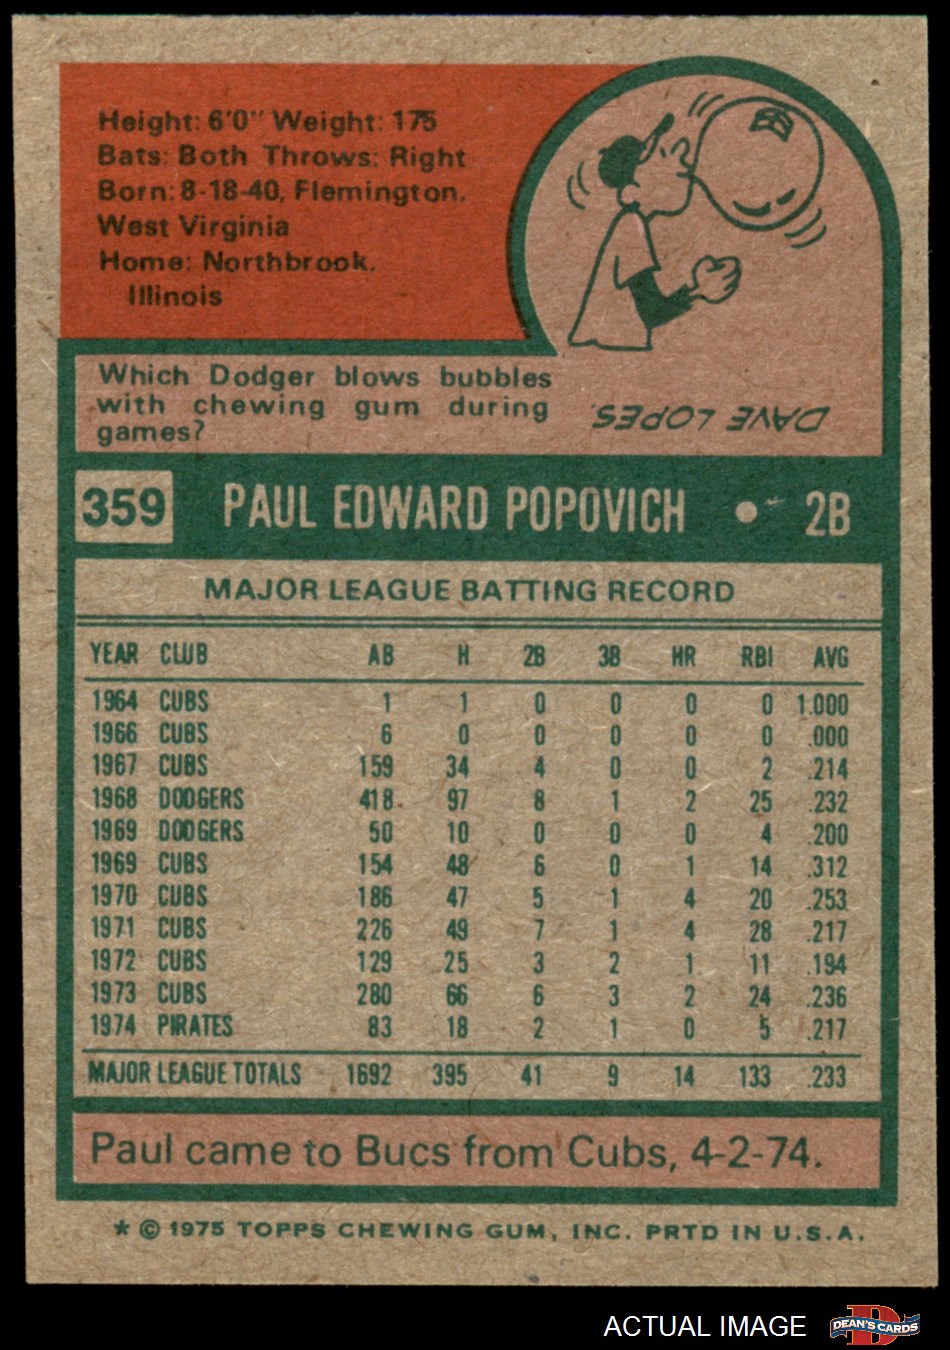 Height: 6'0" Weight: 175
Bats: Both Throws: Right
Born: 8-18-40, Flemington,
West Virginia
Home: Northbrook,
Illinois
Which Dodger blows bubbles
with chewing gum during
games?
DAVE LOPES.
359 PAUL EDWARD POPOVICH • 2B
MAJOR LEAGUE BATTING RECORD
YEAR CLUB AB H 2B 3B HR RBI AVG
1964 CUBS 1 1 0 0 0 0 1.000
1966 CUBS 6 0 0 0 0 0 .000
1967 CUBS 159 34 4 0 0 2 .214
1968 DODGERS 418 97 8 1 2 25 .232
1969 DODGERS 50 10 0 0 0 4 .200
1969 CUBS 154 48 6 0 1 14 .312
1970 CUBS 186 47 5 1 4 20 .253
1971 CUBS 226 49 7 1 4 28 .217
1972 CUBS 129 25 3 2 1 11 .194
1973 CUBS 280 66 6 3 2 24 .236
1974 PIRATES 83 18 2 1 0 5 .217
MAJOR LEAGUE TOTALS 1692 395 41 9 14 133 .233
Paul came to Bucs from Cubs, 4-2-74.
* © 1975 TOPPS CHEWING GUM, INC. PRTD IN U.S.A.
ACTUAL IMAGE
DEAN'S CARDS